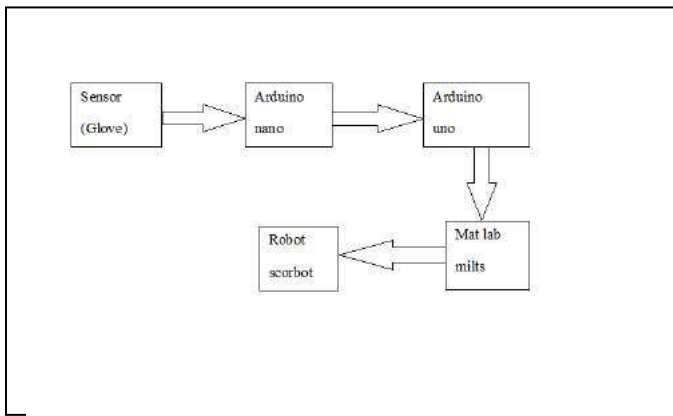 Sensor
(Glove)
Arduino
nano
Arduino
uno
Mat lab
milts
Robot
scorbot